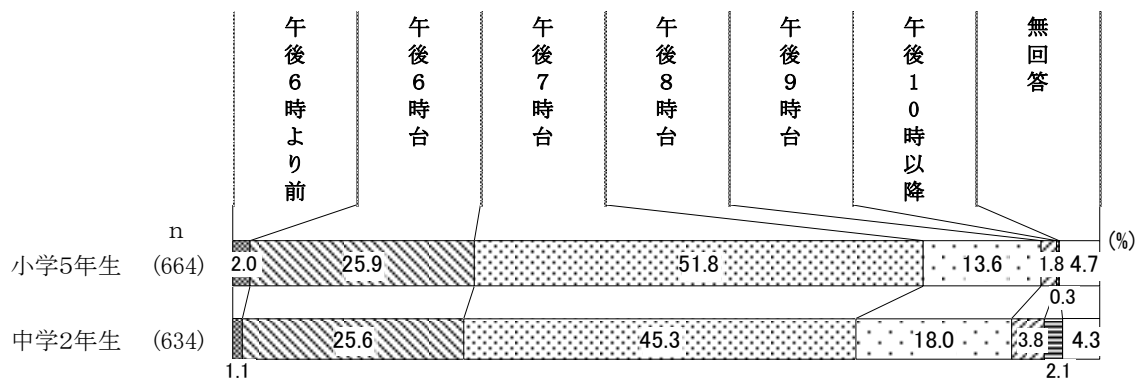 午後6時より前
午後6時台
午後7時台
午後8時台
午後9時台
午後10時以降
無回答
n
(%)
小学5年生 (664) 2.0 25.9 51.8 13.6 1.8 4.7
0.3
中学2年生 (634) 25.6 45.3 18.0 3.8 4.3
1.1 2.1